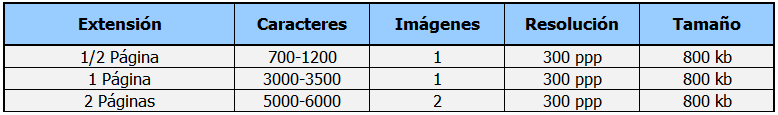 Extensión Caracteres Imágenes Resolución Tamaño
1/2 Página 700-1200 1 300 ppp 800 kb
1 Página 3000-3500 1 300 ppp 800 kb
2 Páginas 5000-6000 2 300 ppp 800 kb